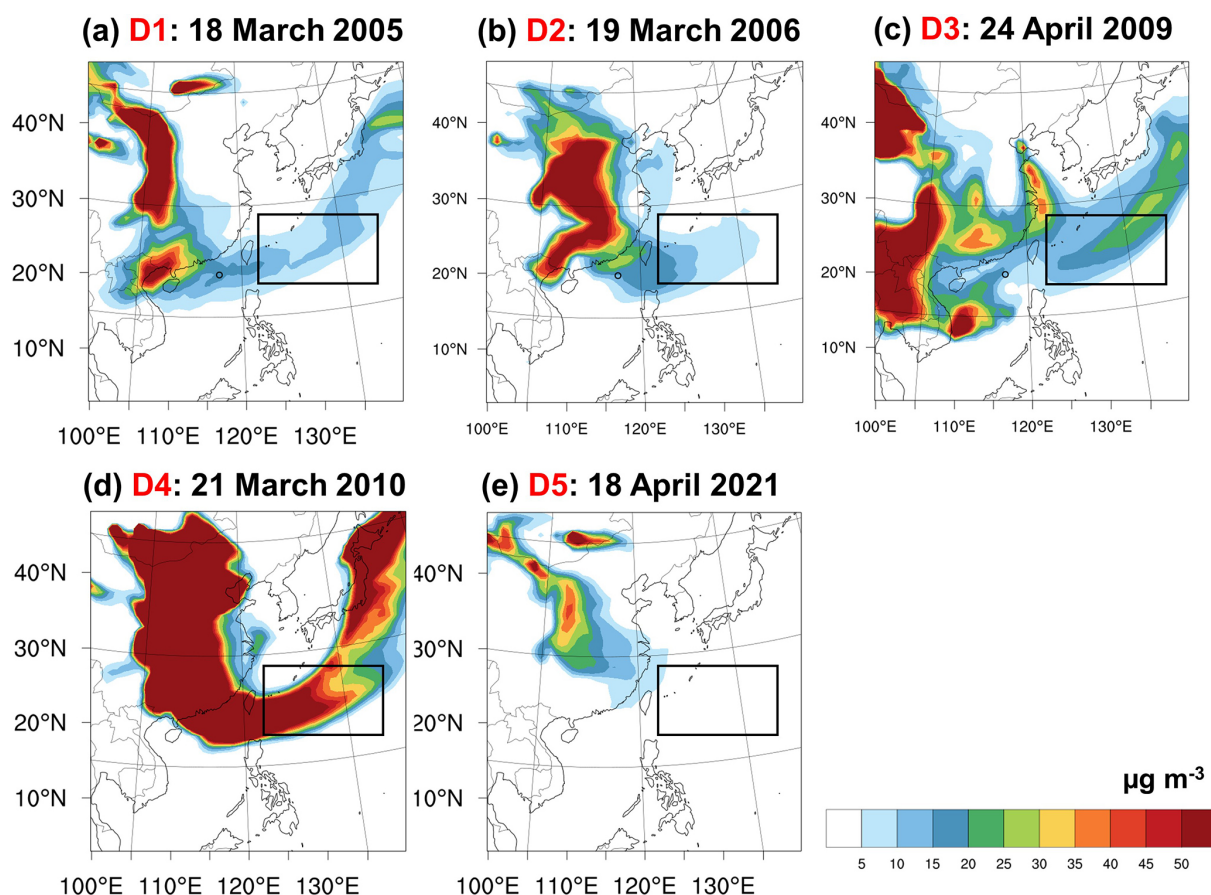 (a) D1: 18 March 2005
(b) D2: 19 March 2006
(c) D3: 24 April 2009
40°N
30°N
20°N
10°N
100°E 110°E 120°E 130°E
40°N
30°N
20°N
10°N
100°E 110°E 120°E 130°E
40°N
30°N
20°N
10°N
100°E 110°E 120°E 130°E
(d) D4: 21 March 2010
(e) D5: 18 April 2021
40°N
30°N
20°N
10°N
100°E 110°E 120°E 130°E
40°N
30°N
20°N
10°N
100°E 110°E 120°E 130°E
µg m⁻³
5 10 15 20 25 30 35 40 45 50